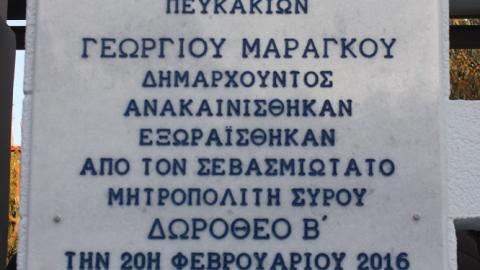 ΠΕΥΚΑΚΙΩΝ
ΓΕΩΡΓΙΟΥ ΜΑΡΑΓΚΟΥ
ΔΗΜΑΡΧΟΥΝΤΟΣ
ΑΝΑΚΑΙΝΙΣΘΗΚΑΝ
ΕΞΩΡΑΪΣΘΗΚΑΝ
ΑΠΟ ΤΟΝ ΣΕΒΑΣΜΙΩΤΑΤΟ
ΜΗΤΡΟΠΟΛΙΤΗ ΣΥΡΟΥ
ΔΩΡΟΘΕΟ Β΄
ΤΗΝ 20Η ΦΕΒΡΟΥΑΡΙΟΥ 2016